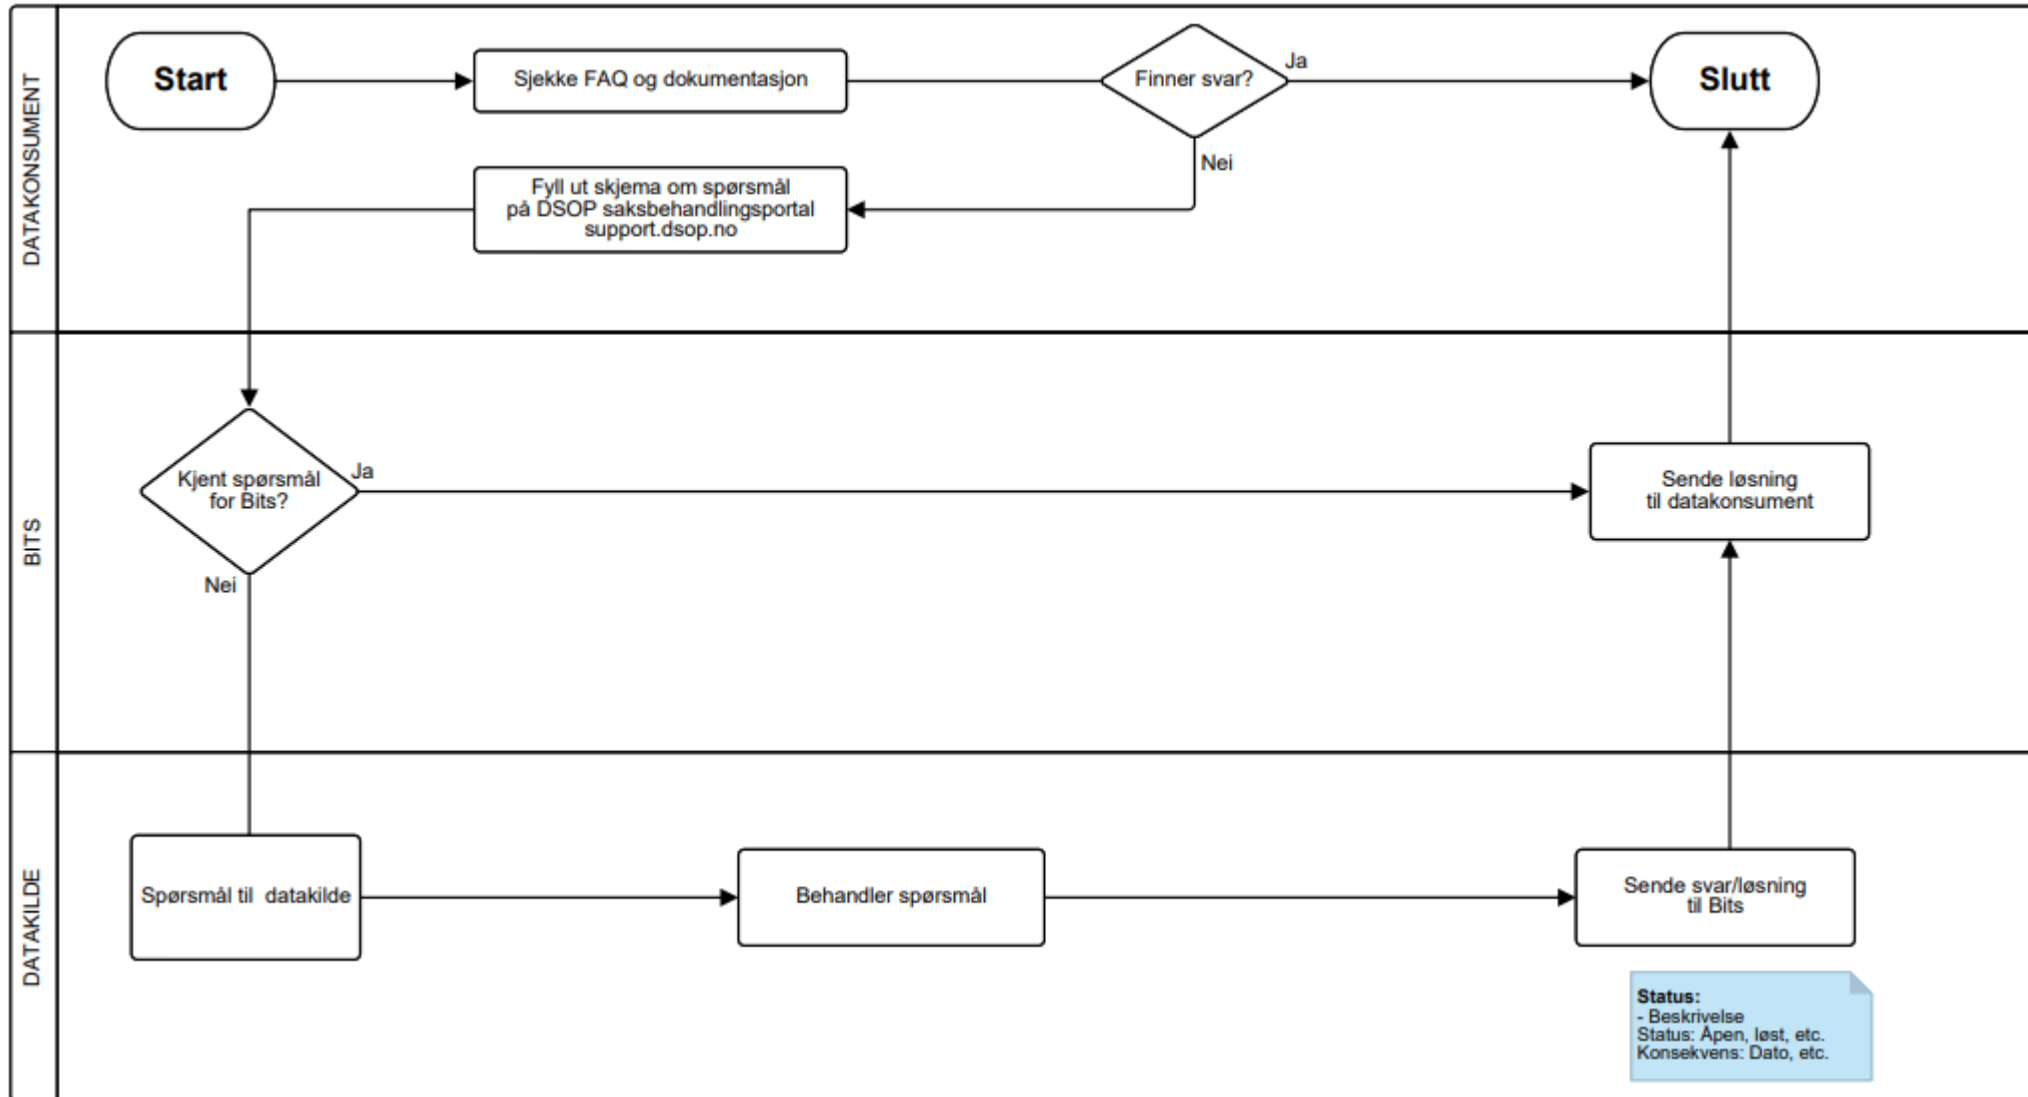 DATAKONSUMENT
Start
Sjekke FAQ og dokumentasjon
Finner svar?
Ja
Slutt
Nei
Fyll ut skjema om spørsmål
på DSOP saksbehandlingsportal
support.dsop.no
BITS
Kjent spørsmål
for Bits?
Ja
Nei
Sende løsning
til datakonsument
DATAKILDE
Spørsmål til  datakilde
Behandler spørsmål
Sende svar/løsning
til Bits
Status:
- Beskrivelse
Status: Åpen, løst, etc.
Konsekvens: Dato, etc.